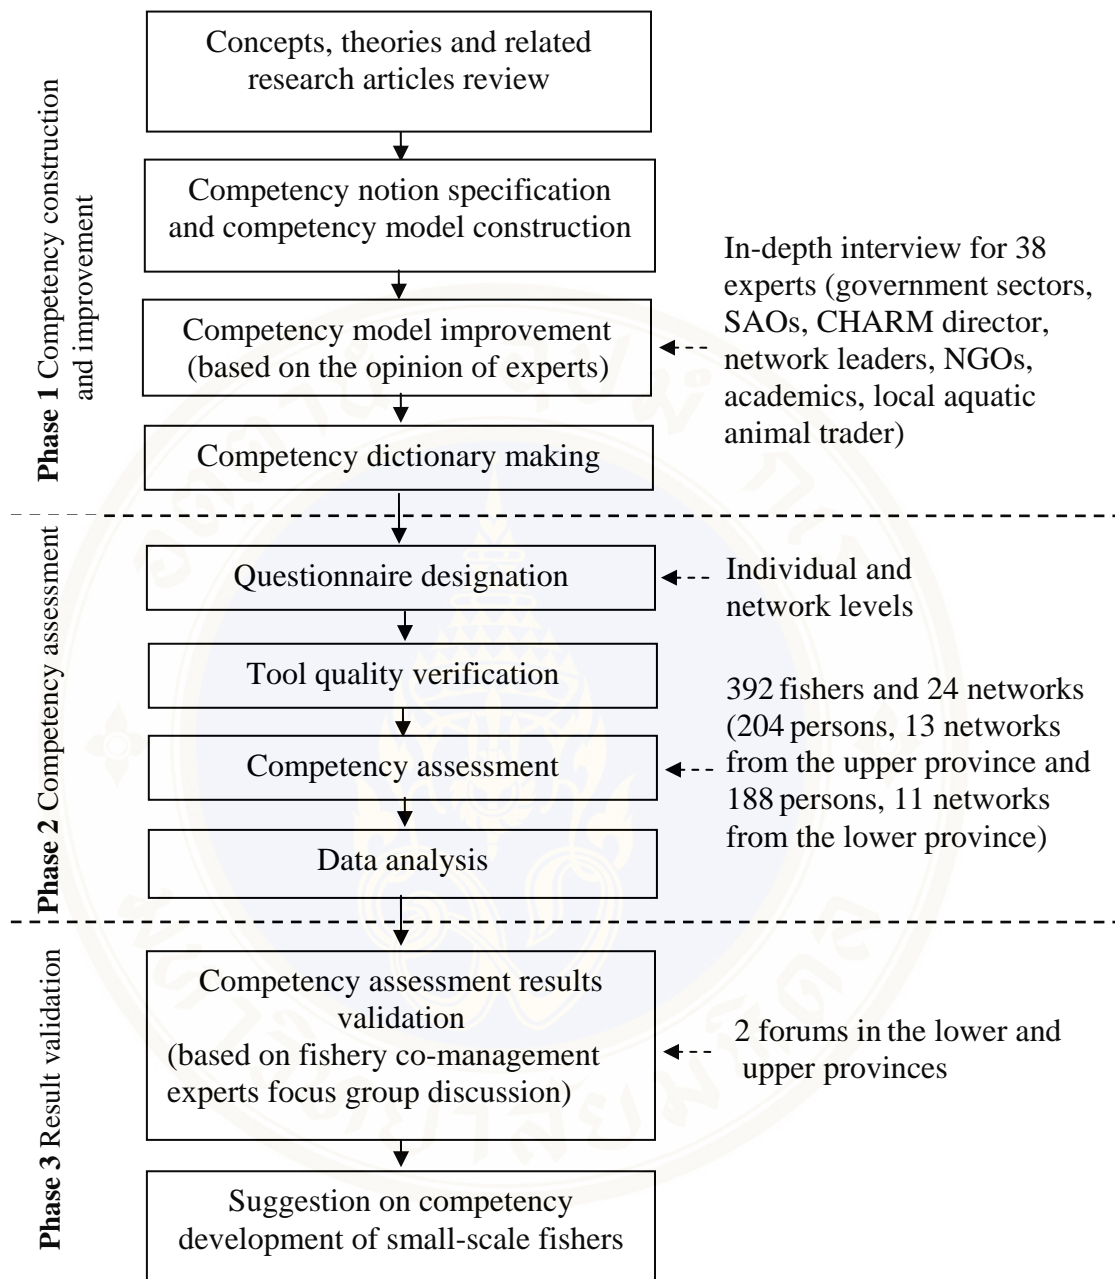 Concepts, theories and related
research articles review
Phase 1 Competency construction
and improvement
Competency notion specification
and competency model construction
Competency model improvement
(based on the opinion of experts)
In-depth interview for 38
experts (government sectors,
SAOs, CHARM director,
network leaders, NGOs,
academics, local aquatic
animal trader)
Competency dictionary making
Phase 2 Competency assessment
Questionnaire designation
Individual and
network levels
Tool quality verification
Competency assessment
392 fishers and 24 networks
(204 persons, 13 networks
from the upper province and
188 persons, 11 networks
from the lower province)
Data analysis
Phase 3 Result validation
Competency assessment results
validation
(based on fishery co-management
experts focus group discussion)
2 forums in the lower and
upper provinces
Suggestion on competency
development of small-scale fishers